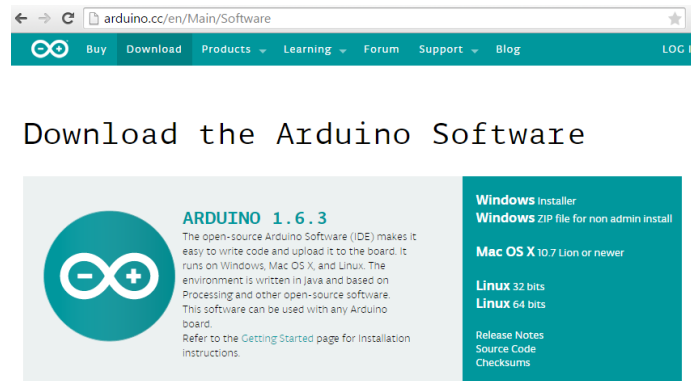 arduino.cc/en/Main/Software
Buy Download Products Learning Forum Support Blog LOG I
Download the Arduino Software
ARDUINO 1.6.3
The open-source Arduino Software (IDE) makes it
easy to write code and upload it to the board. It
runs on Windows, Mac OS X, and Linux. The
environment is written in Java and based on
Processing and other open-source software.
This software can be used with any Arduino
board.
Refer to the Getting Started page for Installation
instructions.
Windows Installer
Windows ZIP file for non admin install
Mac OS X 10.7 Lion or newer
Linux 32 bits
Linux 64 bits
Release Notes
Source Code
Checksums